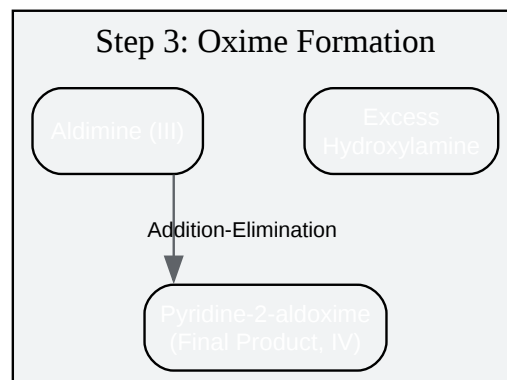 Step 3: Oxime Formation
Aldimine (III)
Excess
Hydroxylamine
Addition-Elimination
Pyridine-2-aldoxime
(Final Product, IV)